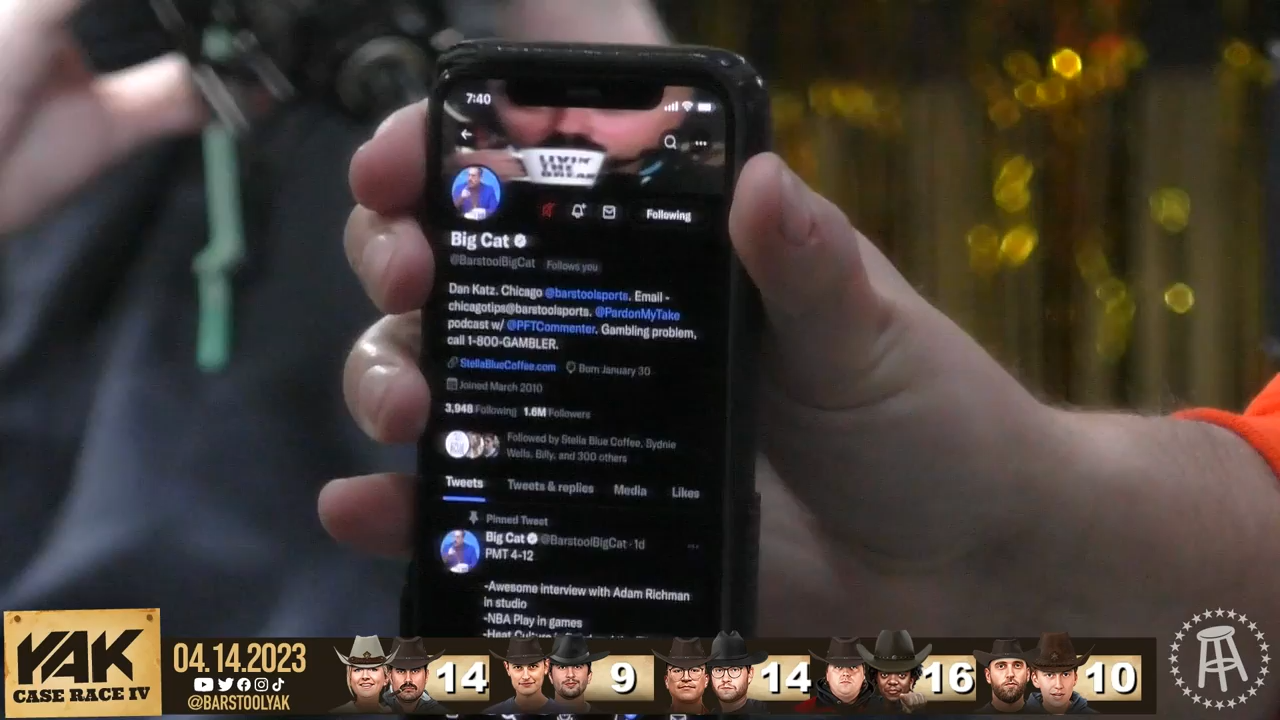 7:40
LIVIN'
THE
DREAM
Following
Big Cat
@BarstoolBigCat Follows you
Dan Katz. Chicago @barstoolsports. Email -
chicagotips@barstoolsports. @PardonMyTake
podcast w/ @PFTCommenter. Gambling problem,
call 1-800-GAMBLER.
StellaBlueCoffee.com Born January 30
Joined March 2010
3,948 Following 1.6M Followers
Followed by Stella Blue Coffee, Sydnie
Wells, Billy, and 300 others
Tweets Tweets & replies Media Likes
Pinned Tweet
Big Cat @BarstoolBigCat · 1d
PMT 4-12
-Awesome interview with Adam Richman
in studio
-NBA Play in games
-Heat Culture
YAK
CASE RACE IV
04.14.2023
@BARSTOOLYAK
14
9
14
16
10